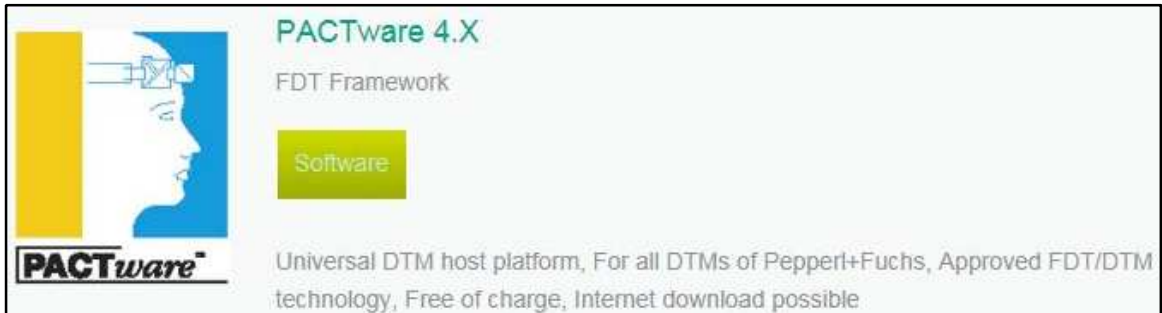 PACTware 4.X
FDT Framework
Software
PACTware™
Universal DTM host platform, For all DTMs of Pepperl+Fuchs, Approved FDT/DTM
technology, Free of charge, Internet download possible